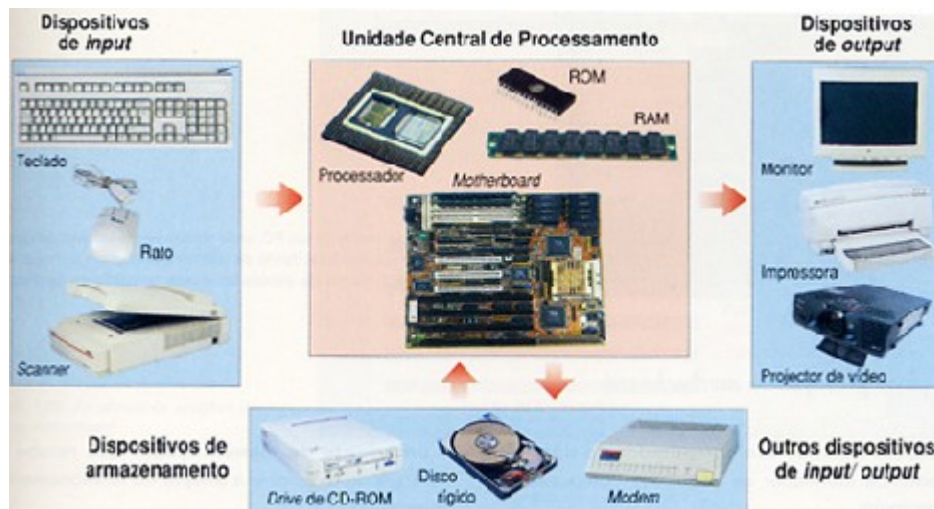 Dispositivos
de input
Unidade Central de Processamento
Dispositivos
de output
Teclado
Rato
Scanner
Processador
ROM
RAM
Motherboard
Monitor
Impressora
Projector de vídeo
Dispositivos de
armazenamento
Drive de CD-ROM
Disco
rígido
Modem
Outros dispositivos
de input/ output